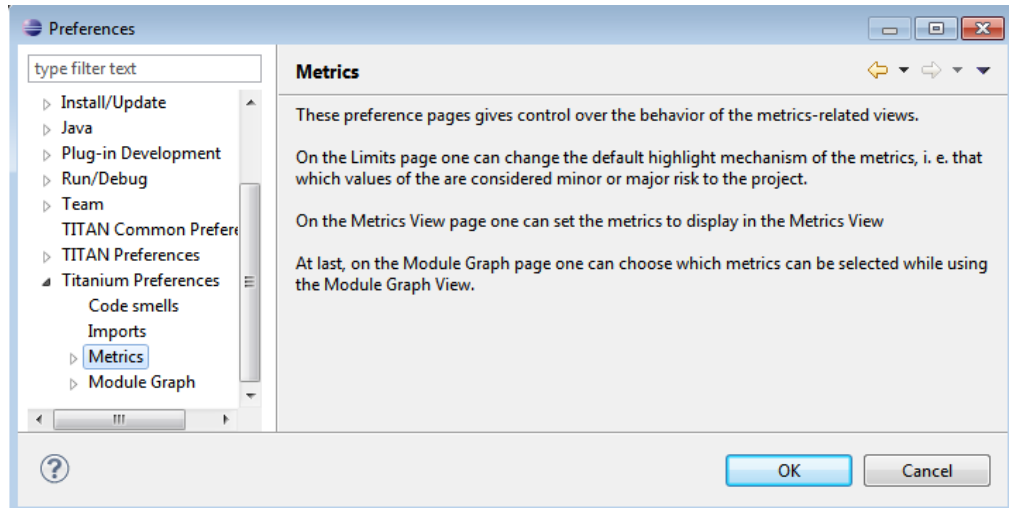 Preferences
type filter text
Install/Update
Java
Plug-in Development
Run/Debug
Team
TITAN Common Prefere
TITAN Preferences
Titanium Preferences
Code smells
Imports
Metrics
Module Graph
Metrics
These preference pages gives control over the behavior of the metrics-related views.
On the Limits page one can change the default highlight mechanism of the metrics, i. e. that
which values of the are considered minor or major risk to the project.
On the Metrics View page one can set the metrics to display in the Metrics View
At last, on the Module Graph page one can choose which metrics can be selected while using
the Module Graph View.
OK
Cancel